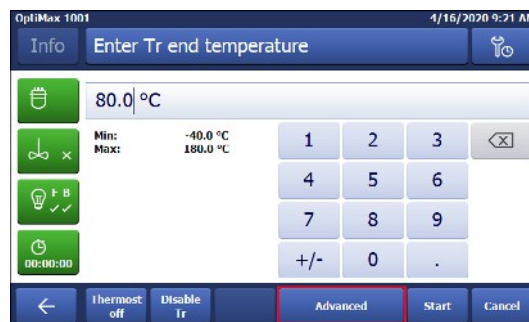 OptiMax 1001
4/16/2020 9:21 AM
Info
Enter Tr end temperature
80.0 °C
Min: -40.0 °C
Max: 180.0 °C
F B
00:00:00
1 2 3
4 5 6
7 8 9
+/- 0 .
Thermost off
Disable Tr
Advanced
Start
Cancel